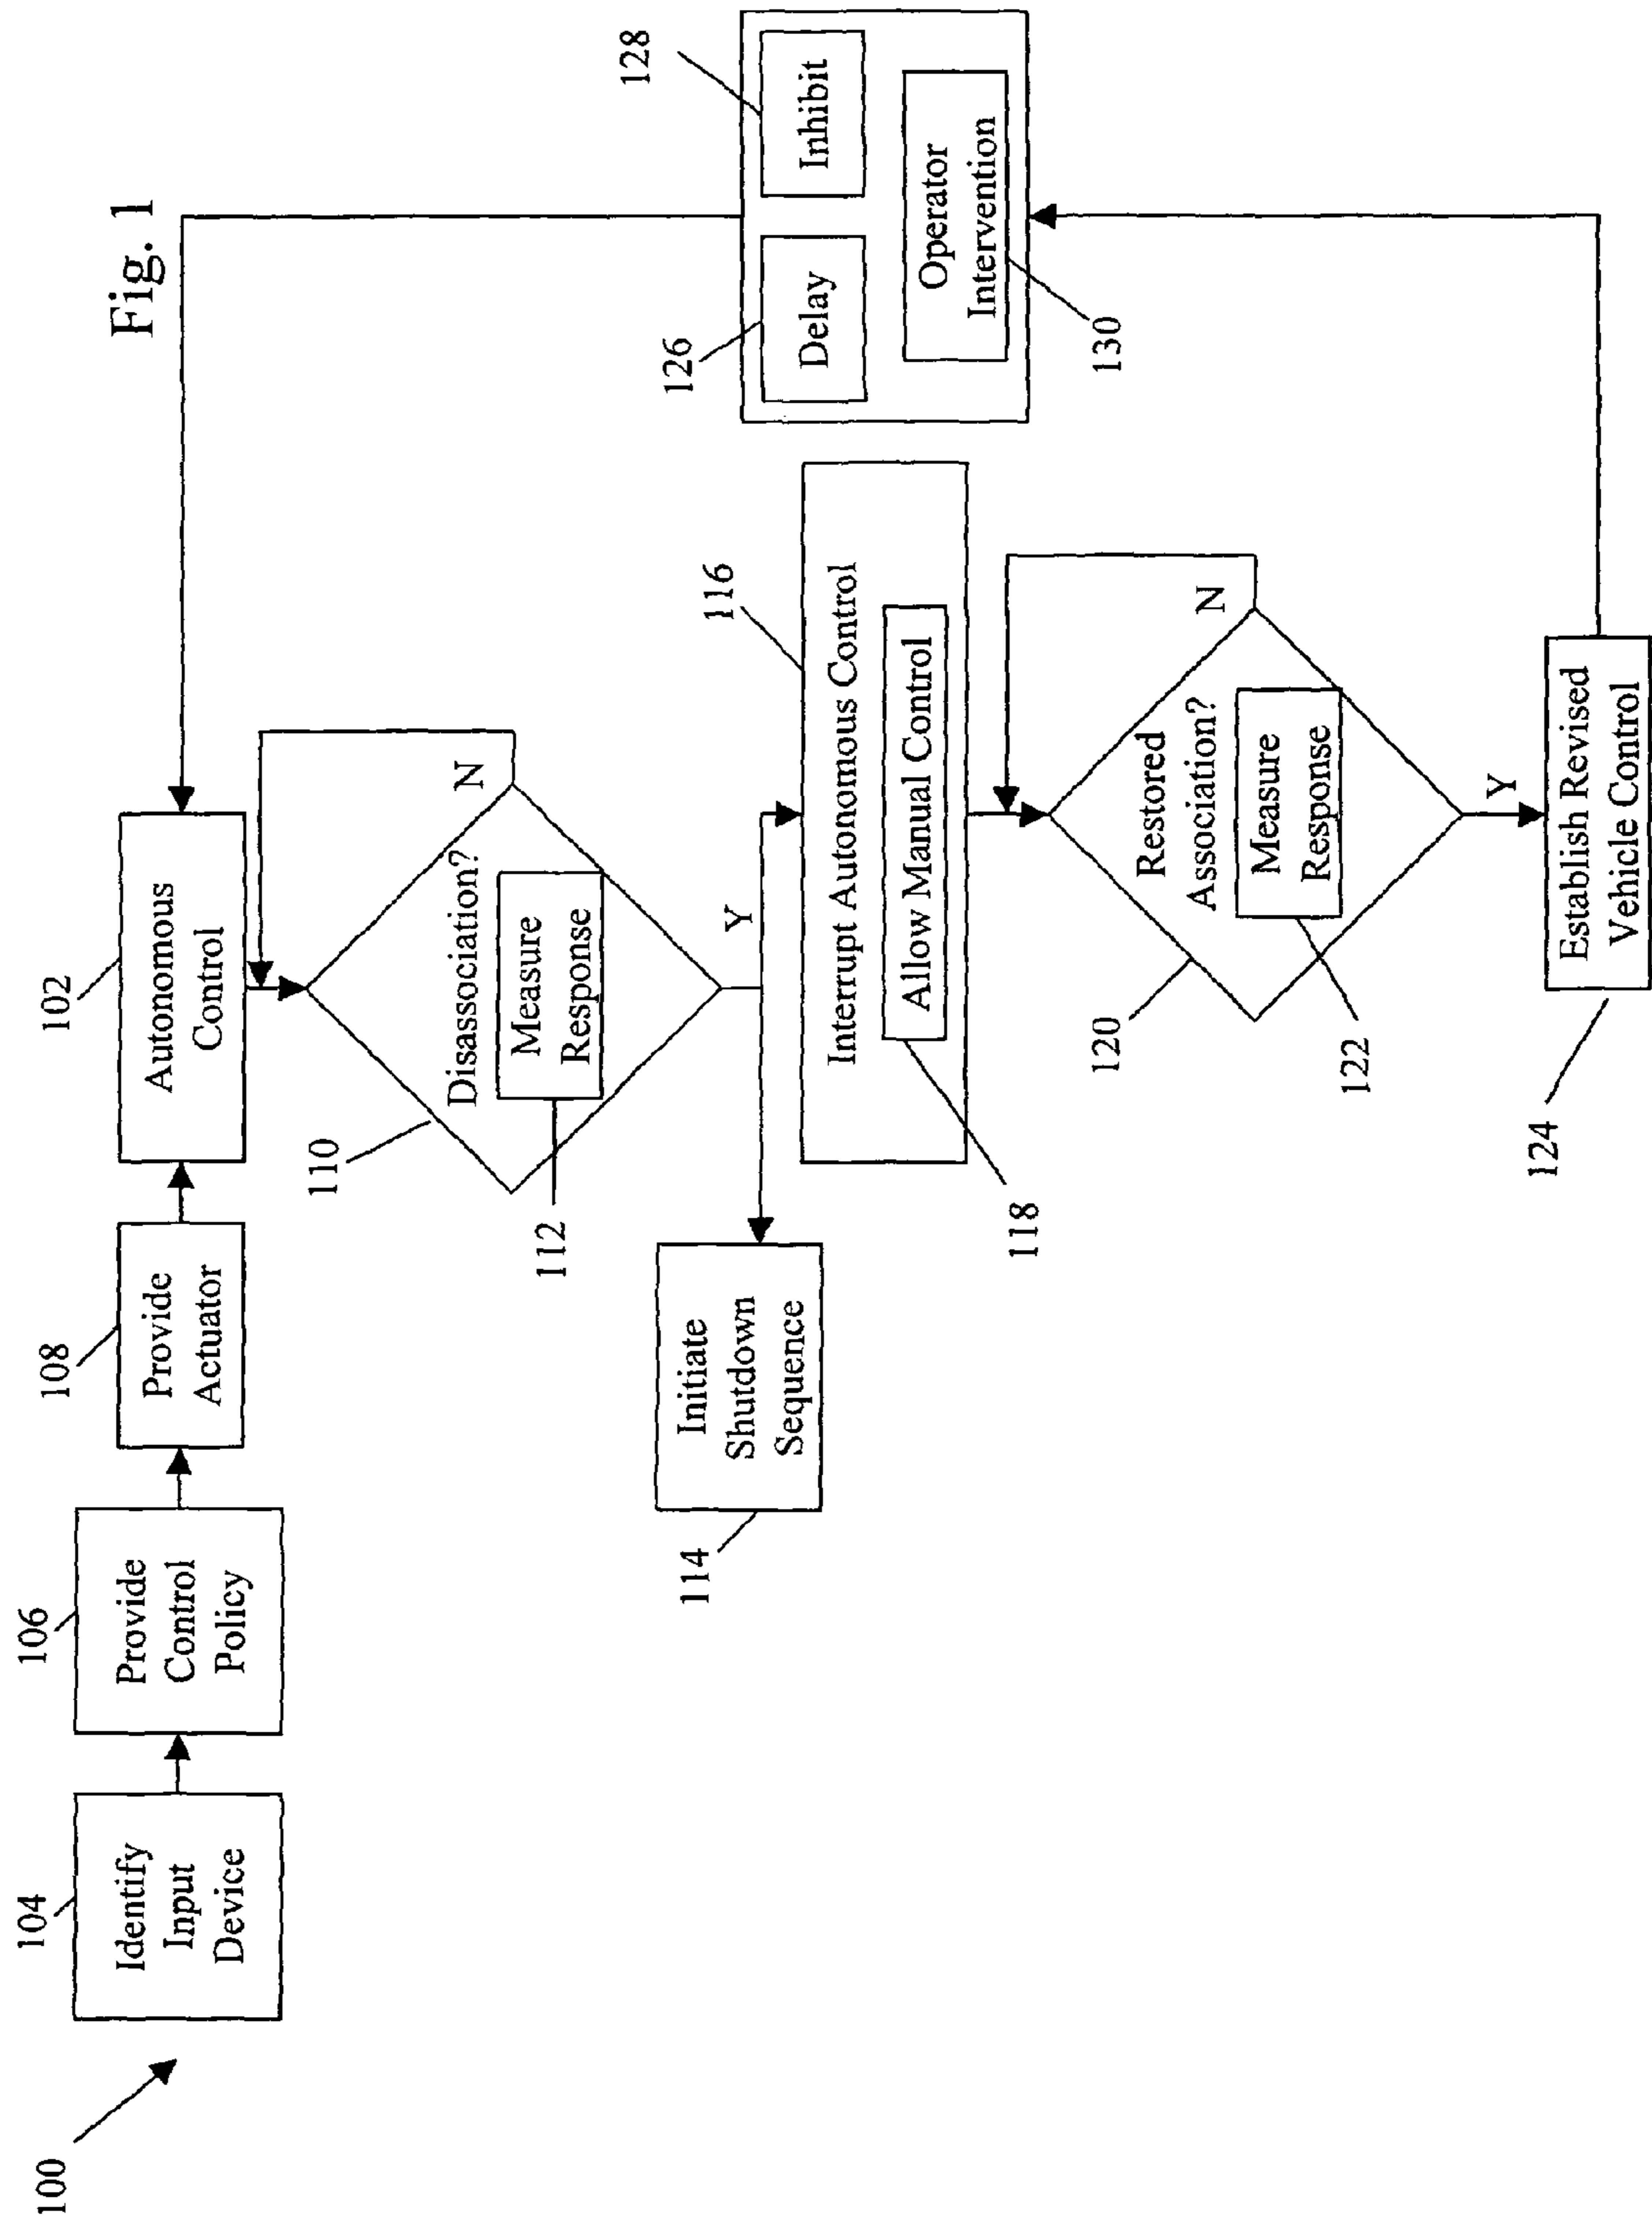 Fig. 1
100
104
Identify
Input
Device
106
Provide
Control
Policy
108
Provide
Actuator
102
Autonomous
Control
110
Disassociation?
N
112
Measure
Response
Y
114
Initiate
Shutdown
Sequence
116
Interrupt Autonomous Control
118
Allow Manual Control
120
Restored
Association?
N
122
Measure
Response
Y
124
Establish Revised
Vehicle Control
126
Delay
128
Inhibit
130
Operator
Intervention